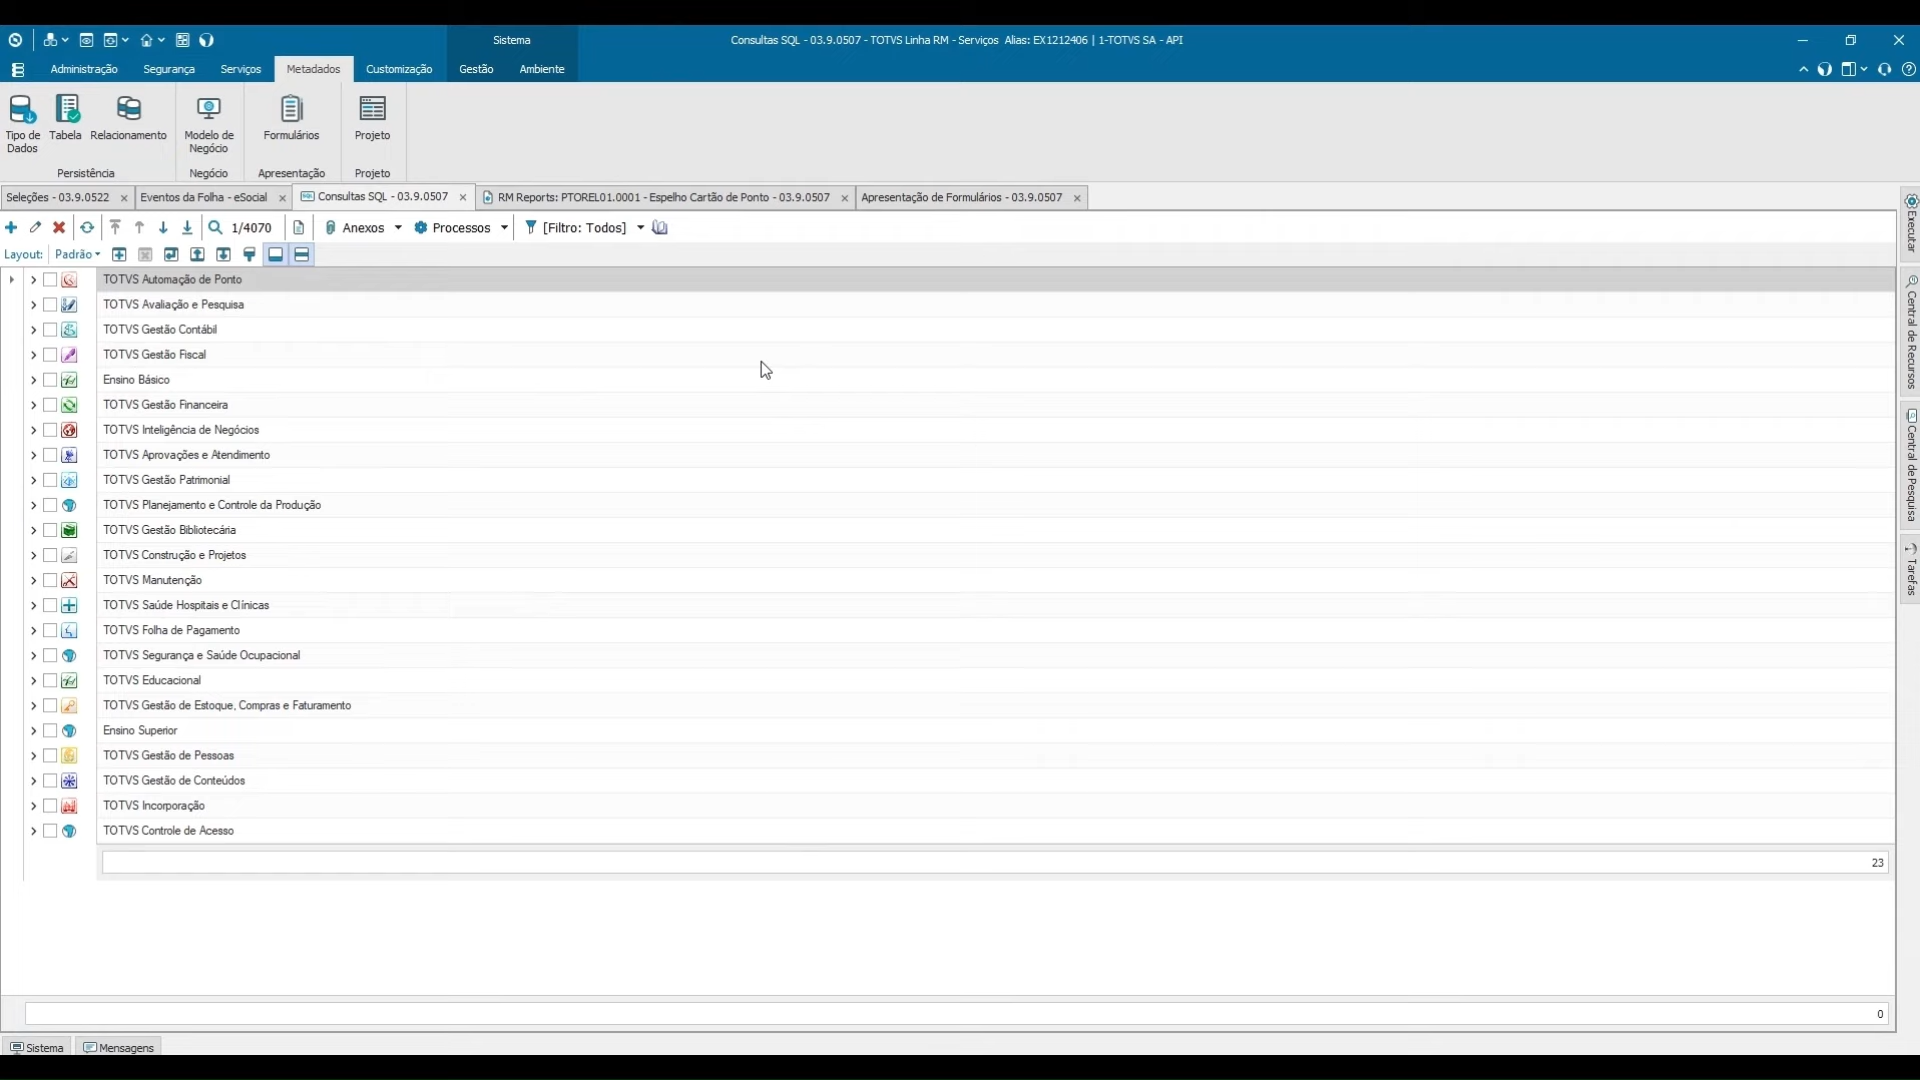 Sistema
Consultas SQL - 03.9.0507 - TOTVS Linha RM - Serviços Alias: EX1212406 | 1-TOTVS SA - API
Administração Segurança Serviços Metadados Customização Gestão Ambiente
Tipo de Dados Tabela Relacionamento Modelo de Negócio Formulários Projeto
Persistência Negócio Apresentação Projeto
Seleções - 03.9.0522 Eventos da Folha - eSocial Consultas SQL - 03.9.0507 RM Reports: PTOREL01.0001 - Espelho Cartão de Ponto - 03.9.0507 Apresentação de Formulários - 03.9.0507
1/4070 Anexos Processos [Filtro: Todos]
Layout: Padrão
TOTVS Automação de Ponto
TOTVS Avaliação e Pesquisa
TOTVS Gestão Contábil
TOTVS Gestão Fiscal
Ensino Básico
TOTVS Gestão Financeira
TOTVS Inteligência de Negócios
TOTVS Aprovações e Atendimento
TOTVS Gestão Patrimonial
TOTVS Planejamento e Controle da Produção
TOTVS Gestão Bibliotecária
TOTVS Construção e Projetos
TOTVS Manutenção
TOTVS Saúde Hospitais e Clínicas
TOTVS Folha de Pagamento
TOTVS Segurança e Saúde Ocupacional
TOTVS Educacional
TOTVS Gestão de Estoque, Compras e Faturamento
Ensino Superior
TOTVS Gestão de Pessoas
TOTVS Gestão de Conteúdos
TOTVS Incorporação
TOTVS Controle de Acesso
23
0
Sistema Mensagens
Executar
Central de Recursos
Central de Pesquisa
Tarefas